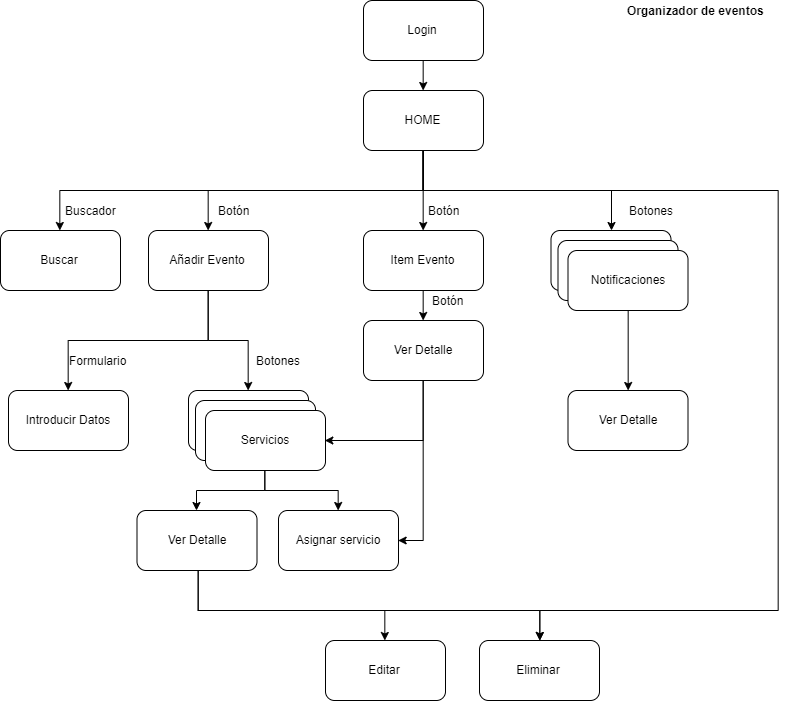 Organizador de eventos
Login
HOME
Buscador
Botón
Botón
Botones
Buscar
Añadir Evento
Item Evento
Notificaciones
Botón
Ver Detalle
Formulario
Botones
Introducir Datos
Servicios
Ver Detalle
Ver Detalle
Asignar servicio
Editar
Eliminar